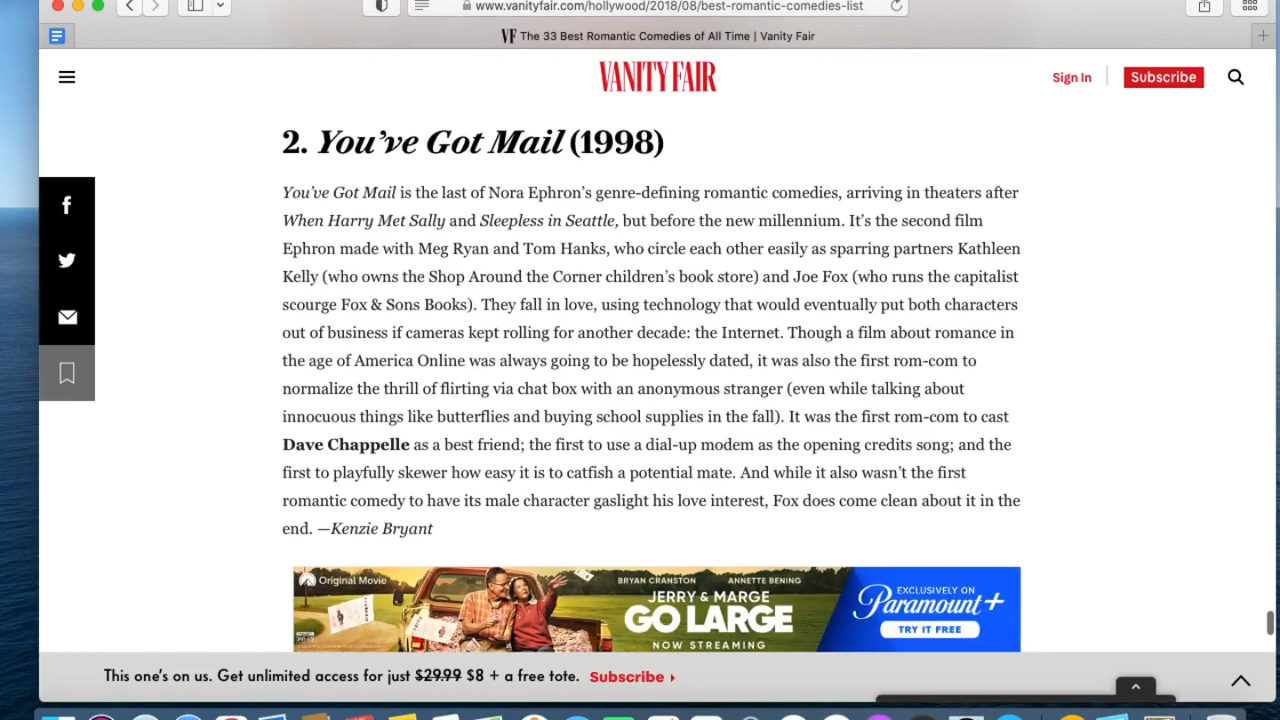 www.vanityfair.com/hollywood/2018/08/best-romantic-comedies-list
VF The 33 Best Romantic Comedies of All Time | Vanity Fair
VANITY FAIR
Sign In
Subscribe
2. You've Got Mail (1998)
You've Got Mail is the last of Nora Ephron's genre-defining romantic comedies, arriving in theaters after
When Harry Met Sally and Sleepless in Seattle, but before the new millennium. It's the second film
Ephron made with Meg Ryan and Tom Hanks, who circle each other easily as sparring partners Kathleen
Kelly (who owns the Shop Around the Corner children's book store) and Joe Fox (who runs the capitalist
scourge Fox & Sons Books). They fall in love, using technology that would eventually put both characters
out of business if cameras kept rolling for another decade: the Internet. Though a film about romance in
the age of America Online was always going to be hopelessly dated, it was also the first rom-com to
normalize the thrill of flirting via chat box with an anonymous stranger (even while talking about
innocuous things like butterflies and buying school supplies in the fall). It was the first rom-com to cast
Dave Chappelle as a best friend; the first to use a dial-up modem as the opening credits song; and the
first to playfully skewer how easy it is to catfish a potential mate. And while it also wasn't the first
romantic comedy to have its male character gaslight his love interest, Fox does come clean about it in the
end. —Kenzie Bryant
Original Movie
BRYAN CRANSTON ANNETTE BENING
JERRY & MARGE
GO LARGE
NOW STREAMING
EXCLUSIVELY ON
Paramount+
TRY IT FREE
This one's on us. Get unlimited access for just $29.99 $8 + a free tote. Subscribe